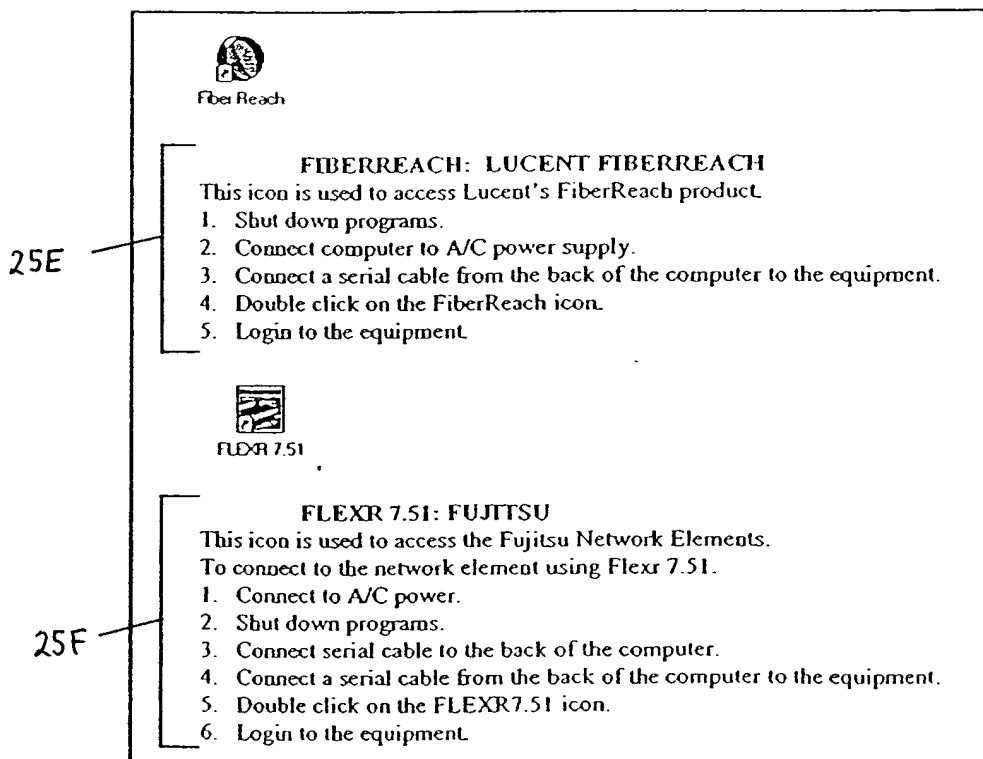 Fiber Reach
FIBERREACH: LUCENT FIBERREACH
This icon is used to access Lucent's FiberReach product.
1. Shut down programs.
2. Connect computer to A/C power supply.
3. Connect a serial cable from the back of the computer to the equipment.
4. Double click on the FiberReach icon.
5. Login to the equipment.
25E
FLEXR 7.51
FLEXR 7.51: FUJITSU
This icon is used to access the Fujitsu Network Elements.
To connect to the network element using Flexr 7.51.
1. Connect to A/C power.
2. Shut down programs.
3. Connect serial cable to the back of the computer.
4. Connect a serial cable from the back of the computer to the equipment.
5. Double click on the FLEXR7.51 icon.
6. Login to the equipment.
25F